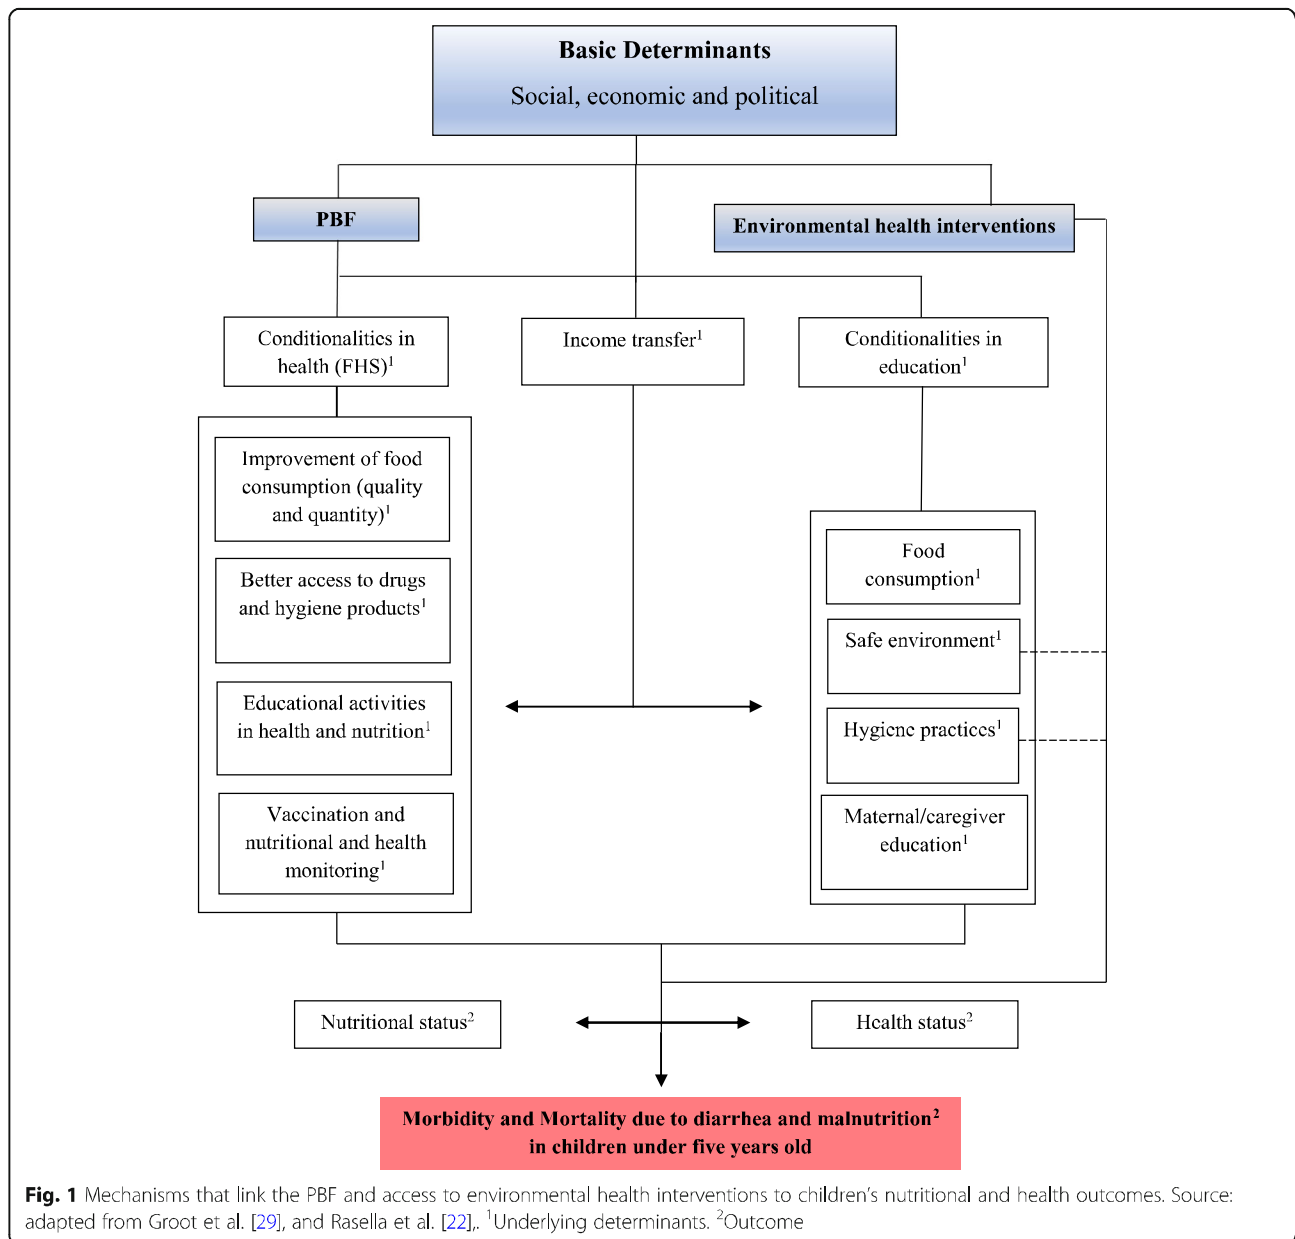 Basic Determinants
Social, economic and political
PBF
Environmental health interventions
Conditionalities in
health (FHS)¹
Income transfer¹
Conditionalities in
education¹
Improvement of food
consumption (quality
and quantity)¹
Better access to drugs
and hygiene products¹
Educational activities
in health and nutrition¹
Vaccination and
nutritional and health
monitoring¹
Food
consumption¹
Safe environment¹
Hygiene practices¹
Maternal/caregiver
education¹
Nutritional status²
Health status²
Morbidity and Mortality due to diarrhea and malnutrition²
in children under five years old
Fig. 1 Mechanisms that link the PBF and access to environmental health interventions to children's nutritional and health outcomes. Source:
adapted from Groot et al. [29], and Rasella et al. [22],. ¹Underlying determinants. ²Outcome